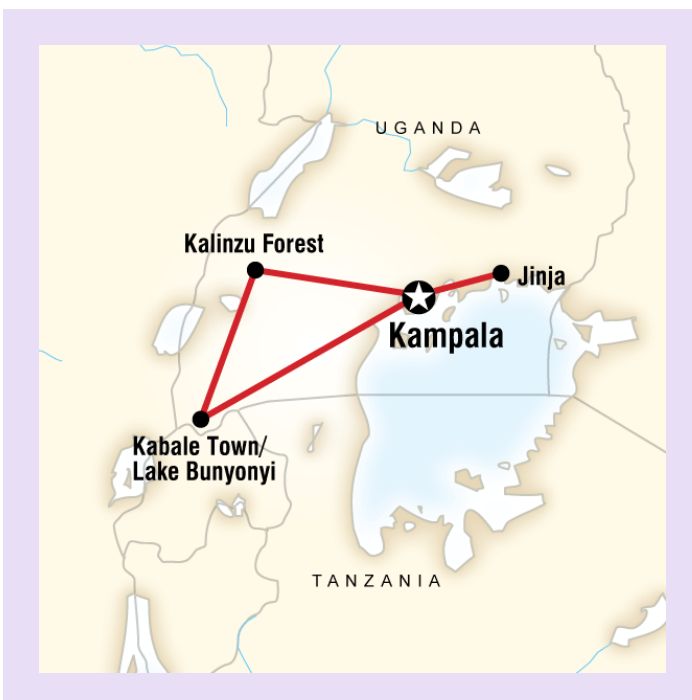 UGANDA
Kalinzu Forest
Jinja
Kampala
Kabale Town/
Lake Bunyonyi
TANZANIA